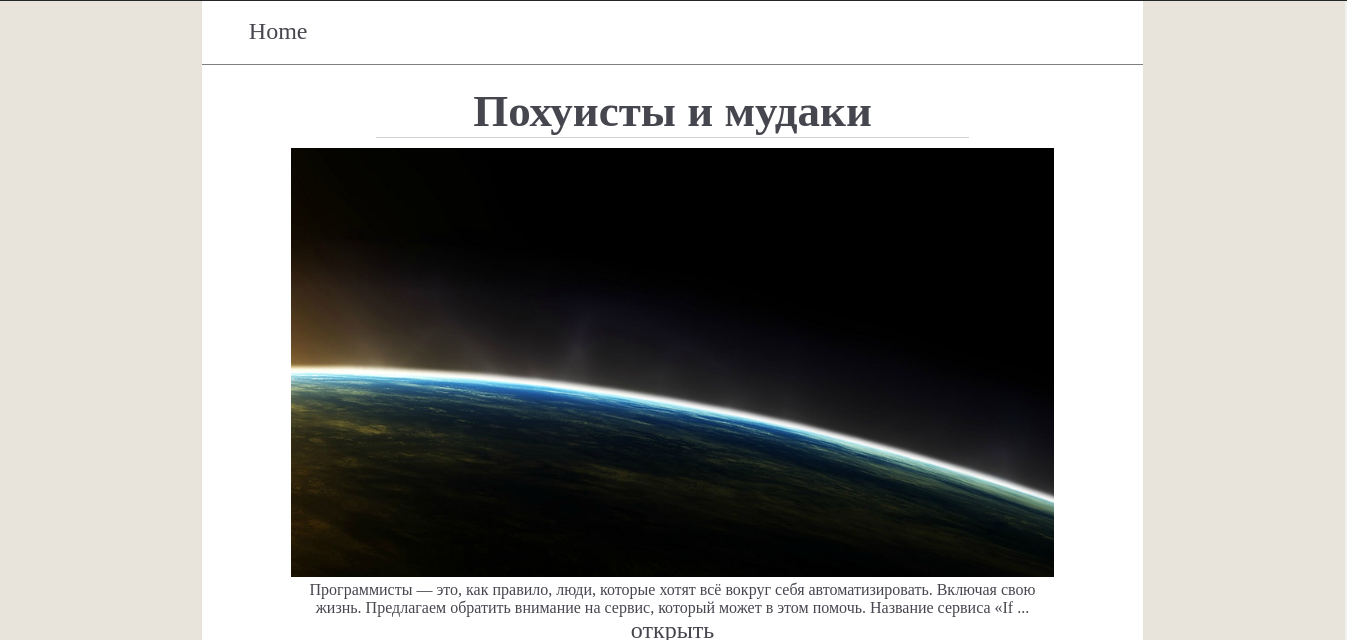 Home
Похуисты и мудаки
Программисты — это, как правило, люди, которые хотят всё вокруг себя автоматизировать. Включая свою
жизнь. Предлагаем обратить внимание на сервис, который может в этом помочь. Название сервиса «If ...
открыть